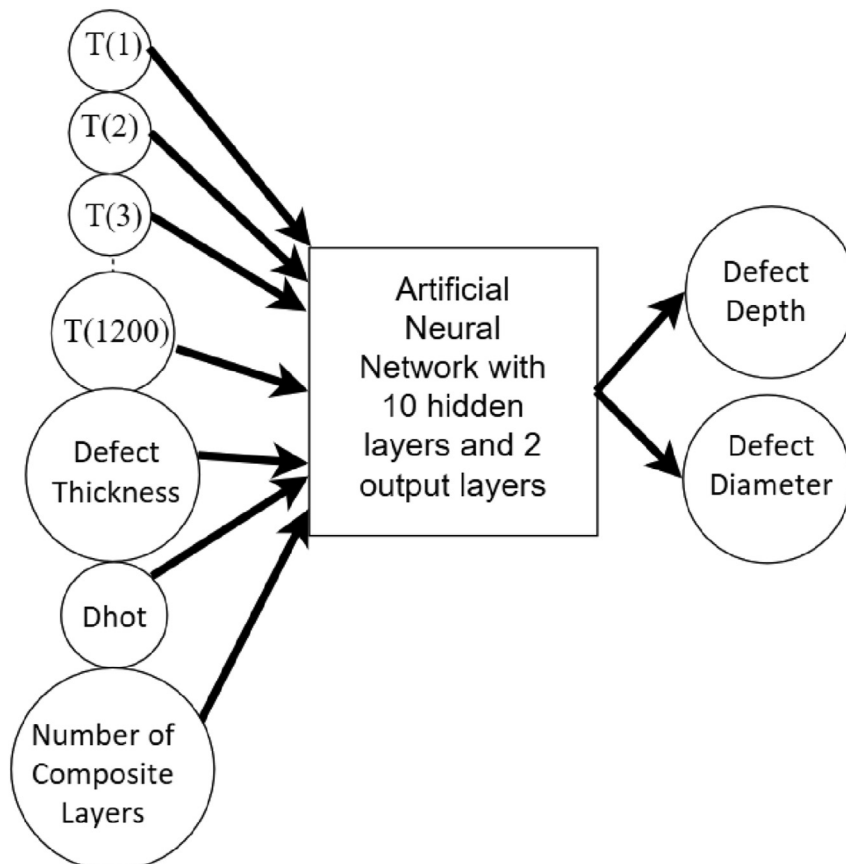 T(1)
T(2)
T(3)
T(1200)
Defect
Thickness
Dhot
Number of
Composite
Layers
Artificial
Neural
Network with
10 hidden
layers and 2
output layers
Defect
Depth
Defect
Diameter